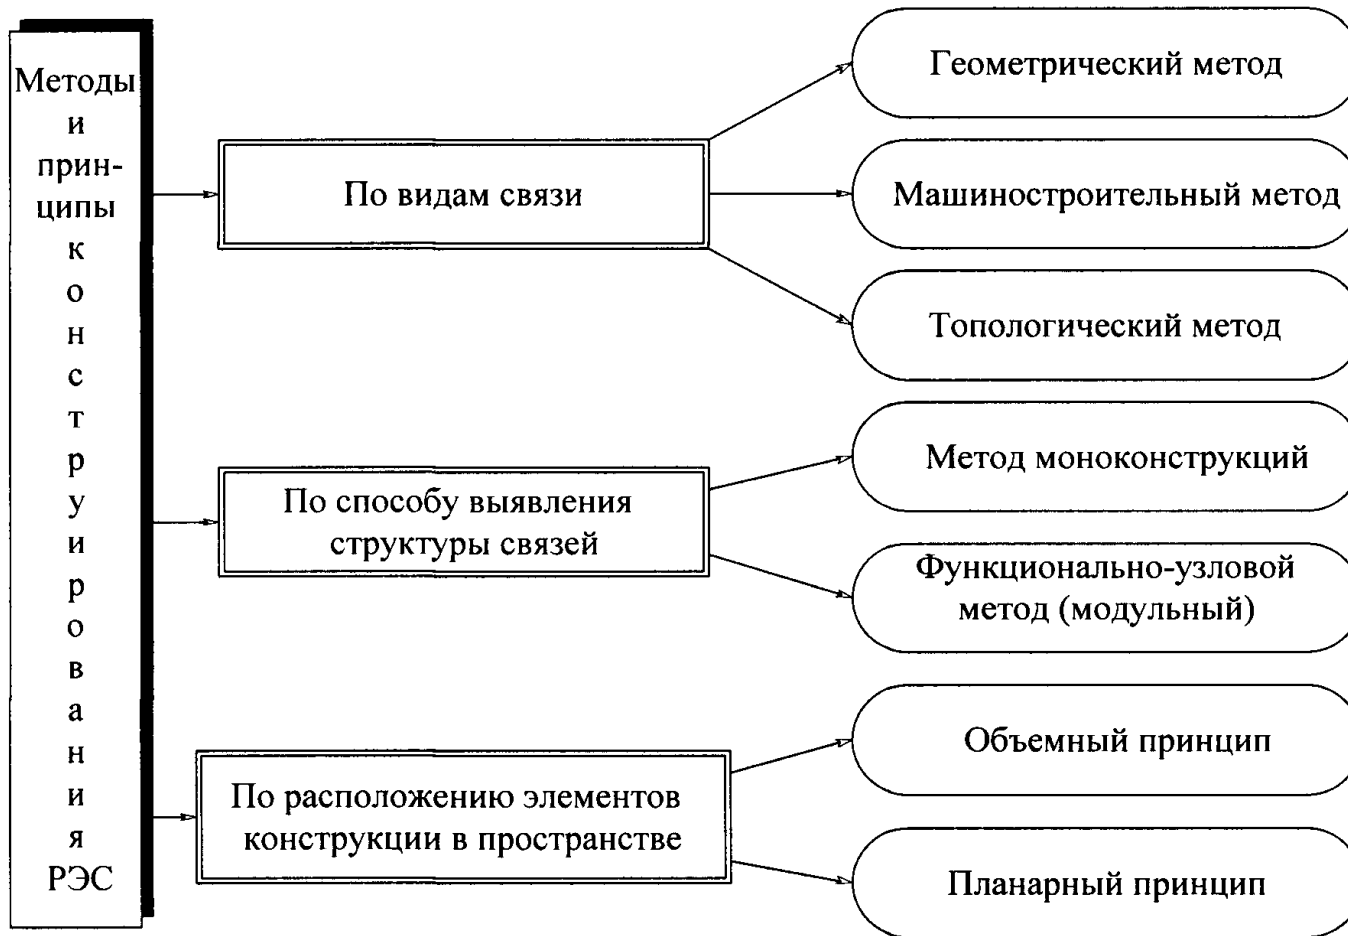 Методы
и
прин-
ципы
к
о
н
с
т
р
у
и
р
о
в
а
н
и
я
РЭС
По видам связи
Геометрический метод
Машиностроительный метод
Топологический метод
По способу выявления
структуры связей
Метод моноконструкций
Функционально-узловой
метод (модульный)
По расположению элементов
конструкции в пространстве
Объемный принцип
Планарный принцип